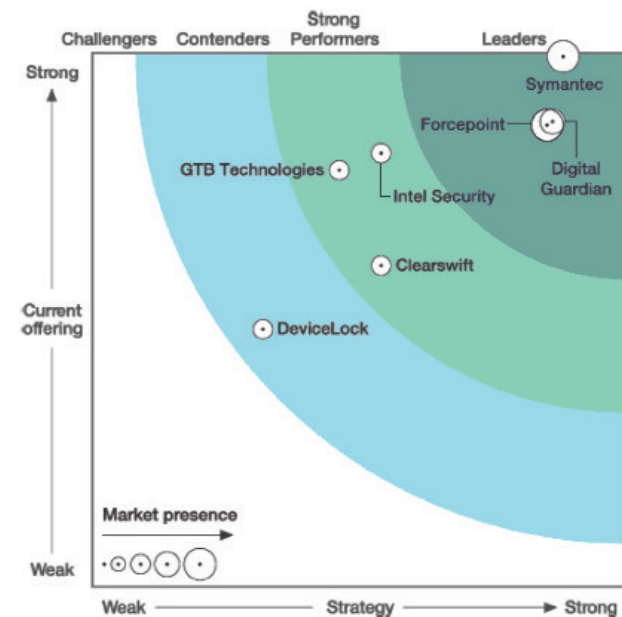 Strong
Challengers Contenders Performers Leaders
Strong
Symantec
Forcepoint
GTB Technologies
Digital
Guardian
Intel Security
Clearswift
Current
offering
DeviceLock
Market presence
Weak
Weak Strategy Strong